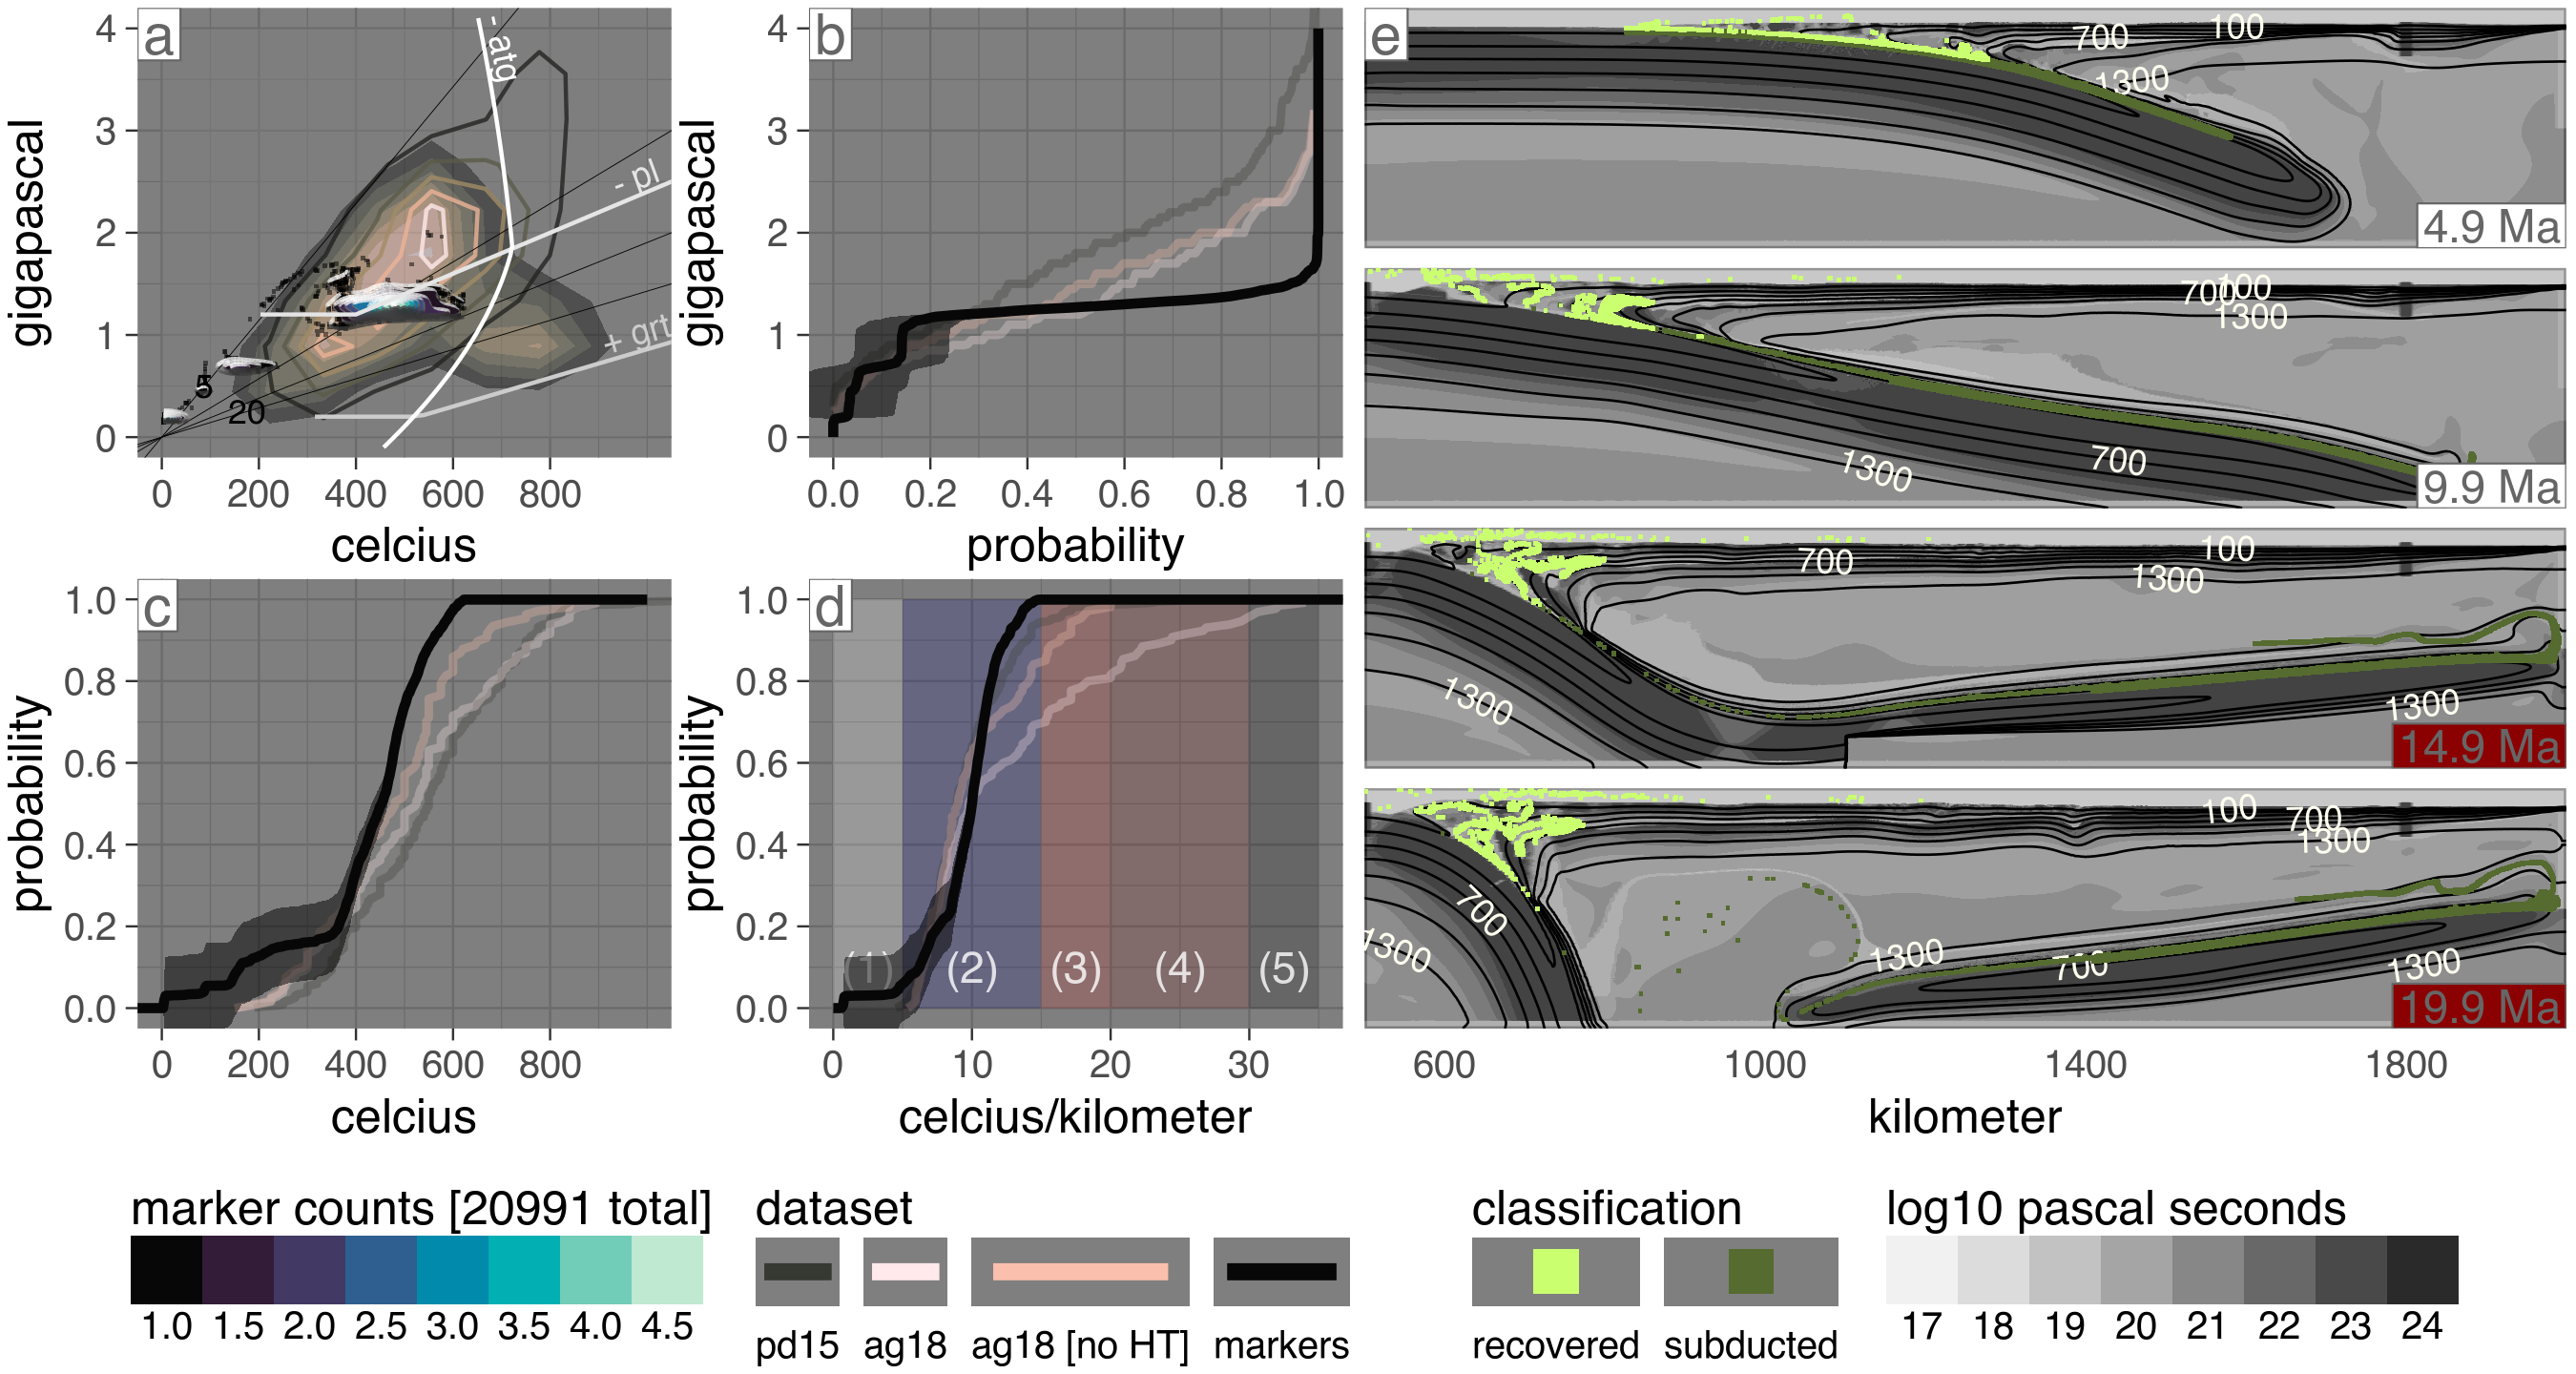 a
gigapascal
4
3
2
1
0
- atg
- pl
+ grt
5
20
0 200 400 600 800
celcius
b
gigapascal
4
3
2
1
0
0.0 0.2 0.4 0.6 0.8 1.0
probability
c
probability
1.0
0.8
0.6
0.4
0.2
0.0
0 200 400 600 800
celcius
d
probability
1.0
0.8
0.6
0.4
0.2
0.0
(1) (2) (3) (4) (5)
0 10 20 30
celcius/kilometer
e
700 100
1300
4.9 Ma
700 100
1300
1300 700
9.9 Ma
700 100
1300
1300
1300
14.9 Ma
100 700
1300
700
1300
1300 700 1300
19.9 Ma
600 1000 1400 1800
kilometer
marker counts [20991 total]
1.0 1.5 2.0 2.5 3.0 3.5 4.0 4.5
dataset
pd15 ag18 ag18 [no HT] markers
classification
recovered subducted
log10 pascal seconds
17 18 19 20 21 22 23 24